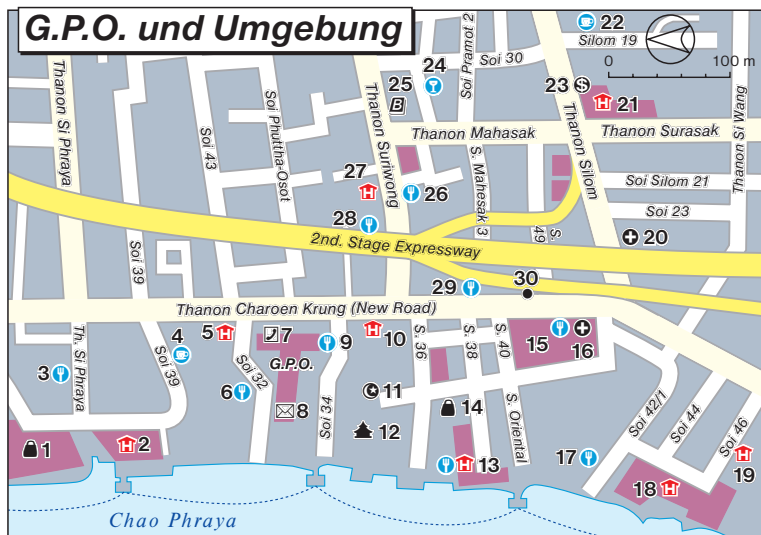 G.P.O. und Umgebung
22
Silom 19
100 m
0
Soi Pramot 2
Soi 30
24
25
B
23
$
21
H
Thanon Si Phraya
Soi 43
Soi Phuttha-Osot
Thanon Suriwong
Thanon Mahasak
Thanon Silom
Thanon Surasak
Thanon Si Wang
27
H
26
S. Mahesak 3
Soi Silom 21
Soi 23
28
2nd. Stage Expressway
S. 49
20
Soi 39
29
30
Thanon Charoen Krung (New Road)
Th. Si Phraya
4
5
H
7
9
H
10
S. 36
S. 38
S. 40
15
16
3
Soi 39
6
Soi 32
G.P.O.
11
8
Soi 34
12
14
S. Oriental
Soi 42/1
Soi 44
Soi 46
1
H
2
H
13
17
18
H
H
19
Chao Phraya